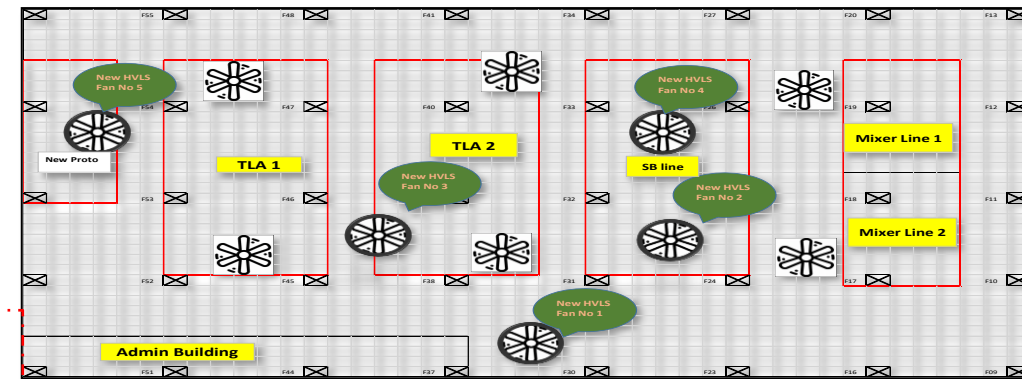 F55 F48 F41 F34 F27 F20 F13
New HVLS
Fan No 5
New HVLS
Fan No 4
F54 F47 F40 F33 F26 F19 F12
Mixer Line 1
TLA 2
New Proto
TLA 1
SB line
New HVLS
Fan No 3
New HVLS
Fan No 2
F53 F46 F32 F18 F11
Mixer Line 2
F52 F45 F38 F31 F24 F17 F10
New HVLS
Fan No 1
Admin Building
F51 F44 F37 F30 F23 F16 F09